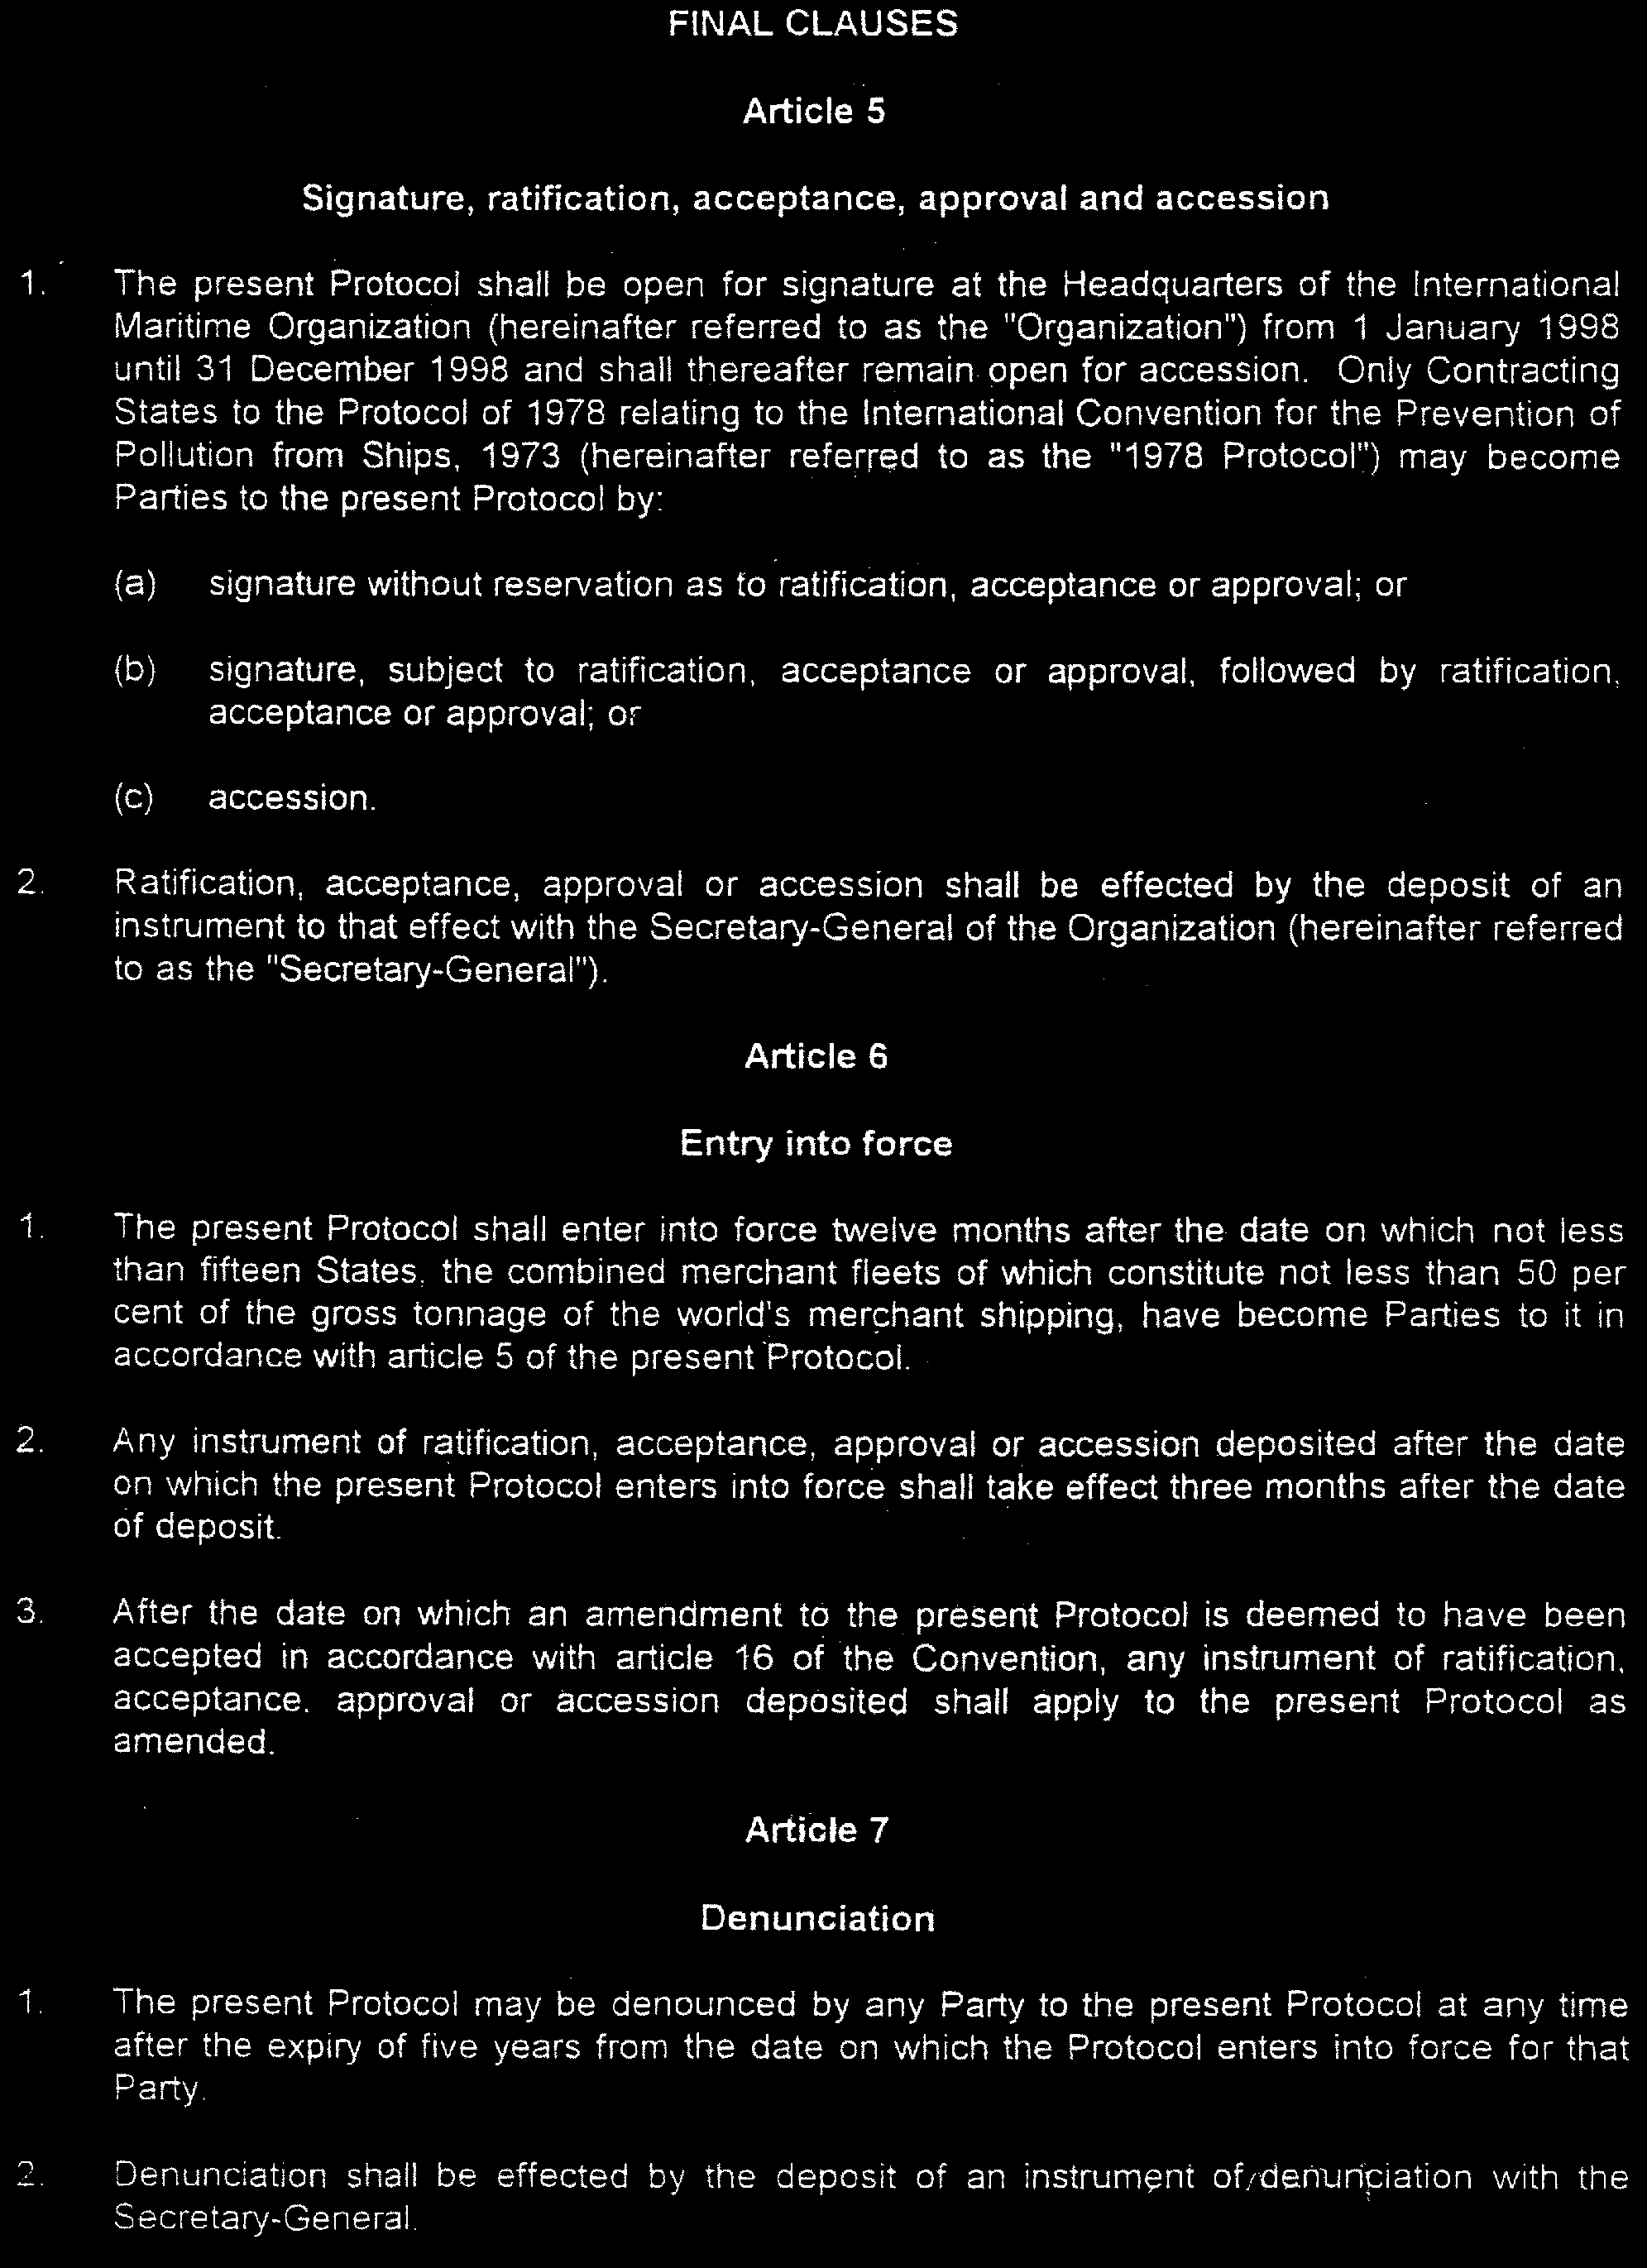 FINAL CLAUSES
Article 5
Signature, ratification, acceptance, approval and accession
1. The present Protocol shall be open for signature at the Headquarters of the International
Maritime Organization (hereinafter referred to as the "Organization") from 1 January 1998
until 31 December 1998 and shall thereafter remain open for accession. Only Contracting
States to the Protocol of 1978 relating to the International Convention for the Prevention of
Pollution from Ships, 1973 (hereinafter referred to as the "1978 Protocol") may become
Parties to the present Protocol by:
(a) signature without reservation as to ratification, acceptance or approval; or
(b) signature, subject to ratification, acceptance or approval, followed by ratification,
acceptance or approval; or
(c) accession.
2. Ratification, acceptance, approval or accession shall be effected by the deposit of an
instrument to that effect with the Secretary-General of the Organization (hereinafter referred
to as the "Secretary-General").
Article 6
Entry into force
1. The present Protocol shall enter into force twelve months after the date on which not less
than fifteen States, the combined merchant fleets of which constitute not less than 50 per
cent of the gross tonnage of the world's merchant shipping, have become Parties to it in
accordance with article 5 of the present Protocol.
2. Any instrument of ratification, acceptance, approval or accession deposited after the date
on which the present Protocol enters into force shall take effect three months after the date
of deposit.
3. After the date on which an amendment to the present Protocol is deemed to have been
accepted in accordance with article 16 of the Convention, any instrument of ratification,
acceptance, approval or accession deposited shall apply to the present Protocol as
amended.
Article 7
Denunciation
1. The present Protocol may be denounced by any Party to the present Protocol at any time
after the expiry of five years from the date on which the Protocol enters into force for that
Party.
2. Denunciation shall be effected by the deposit of an instrument of denunciation with the
Secretary-General.